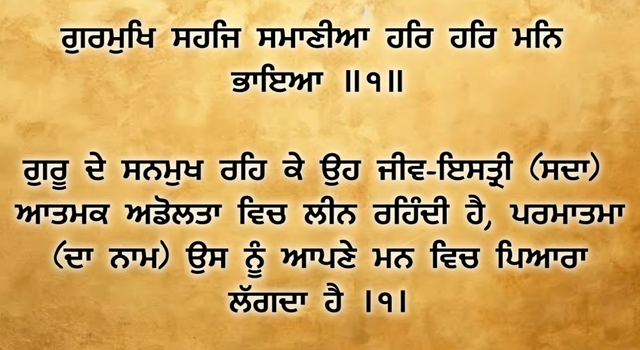 ਗੁਰਮੁਖਿ ਸਹਜਿ ਸਮਾਣੀਆ ਹਰਿ ਹਰਿ ਮਨਿ
ਭਾਇਆ ॥੧॥
ਗੁਰੂ ਦੇ ਸਨਮੁਖ ਰਹਿ ਕੇ ਉਹ ਜੀਵ-ਇਸਤ੍ਰੀ (ਸਦਾ)
ਆਤਮਕ ਅਡੋਲਤਾ ਵਿਚ ਲੀਨ ਰਹਿੰਦੀ ਹੈ, ਪਰਮਾਤਮਾ
(ਦਾ ਨਾਮ) ਉਸ ਨੂੰ ਆਪਣੇ ਮਨ ਵਿਚ ਪਿਆਰਾ
ਲੱਗਦਾ ਹੈ ।੧।